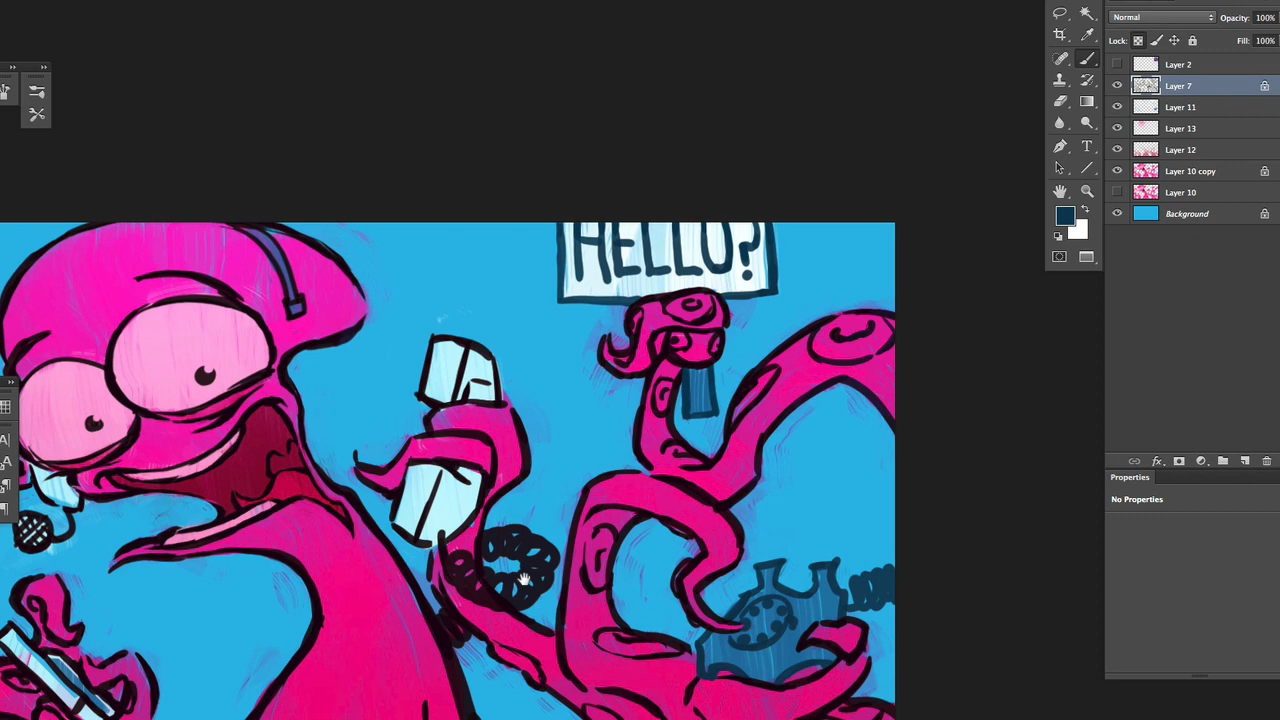 HELLO?
Normal
Opacity: 100%
Lock:
Fill: 100%
Layer 2
Layer 7
Layer 11
Layer 13
Layer 12
Layer 10 copy
Layer 10
Background
fx
Properties
No Properties